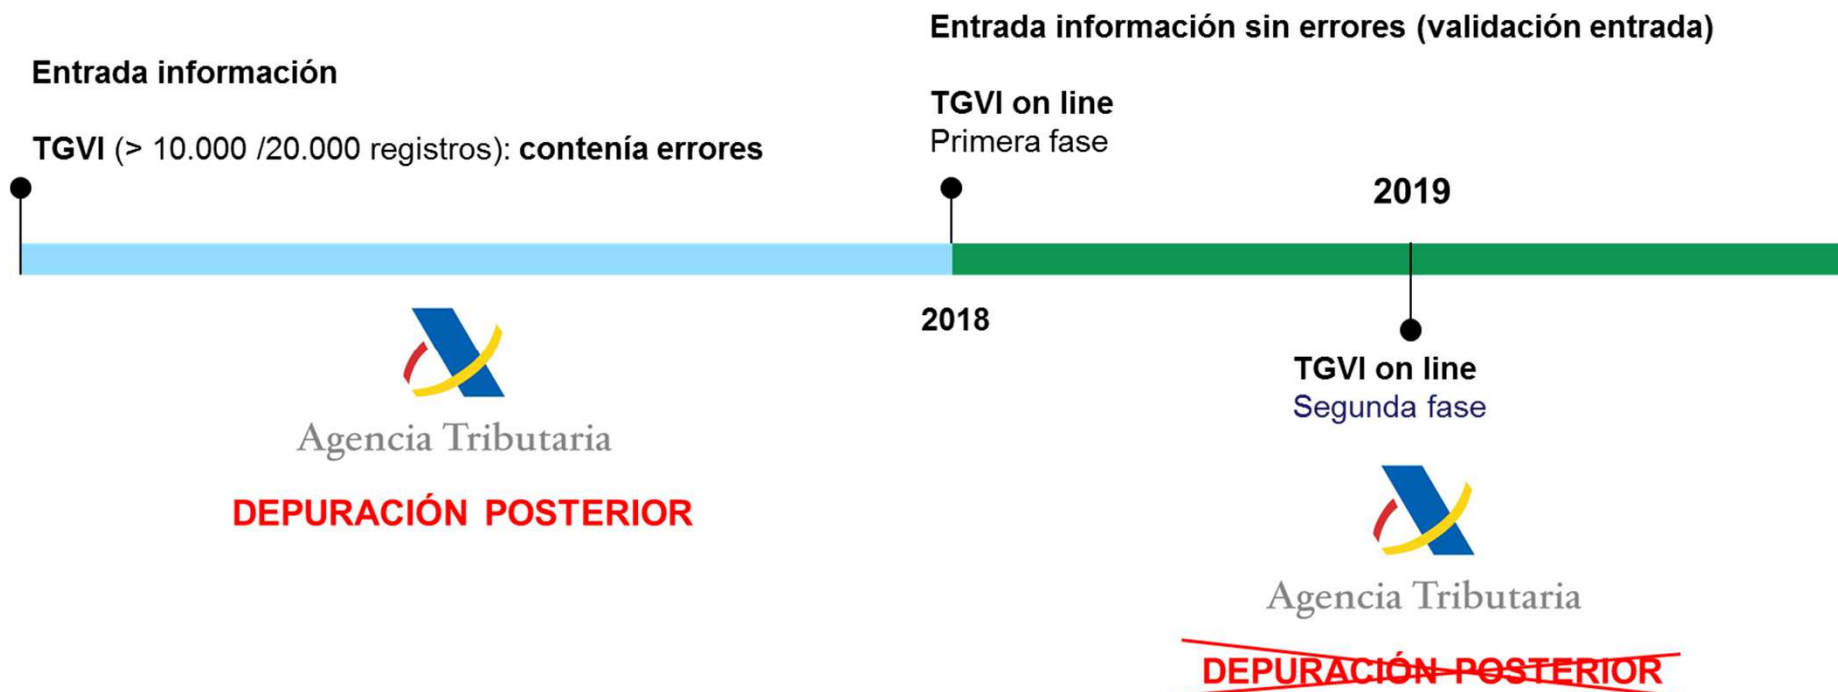 Entrada información
TGVI (> 10.000 /20.000 registros): contenía errores
Entrada información sin errores (validación entrada)
TGVI on line
Primera fase
2019
2018
Agencia Tributaria
DEPURACIÓN POSTERIOR
TGVI on line
Segunda fase
Agencia Tributaria
DEPURACIÓN POSTERIOR